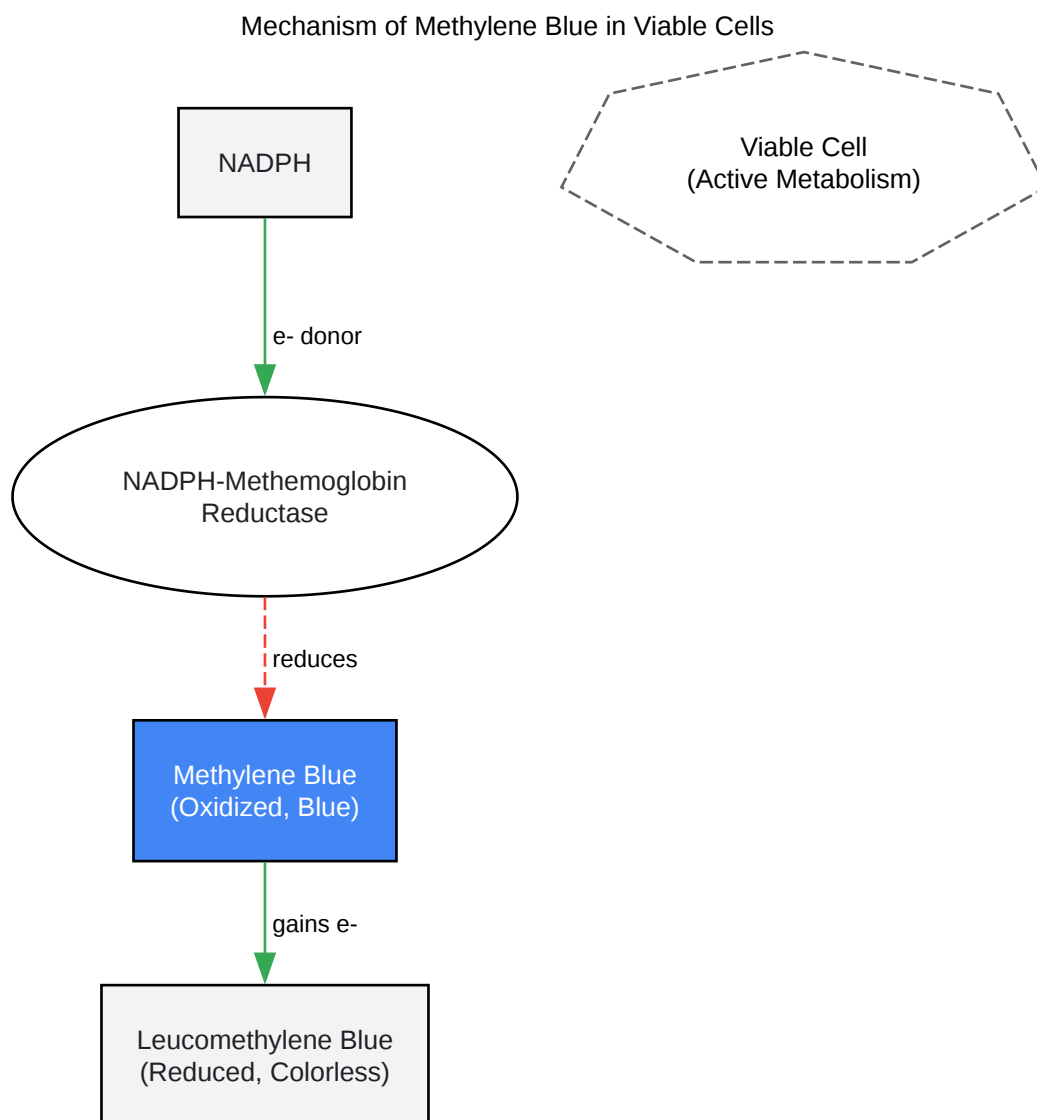 Mechanism of Methylene Blue in Viable Cells
NADPH
Viable Cell
(Active Metabolism)
e- donor
NADPH-Methemoglobin
Reductase
reduces
Methylene Blue
(Oxidized, Blue)
gains e-
Leucomethylene Blue
(Reduced, Colorless)